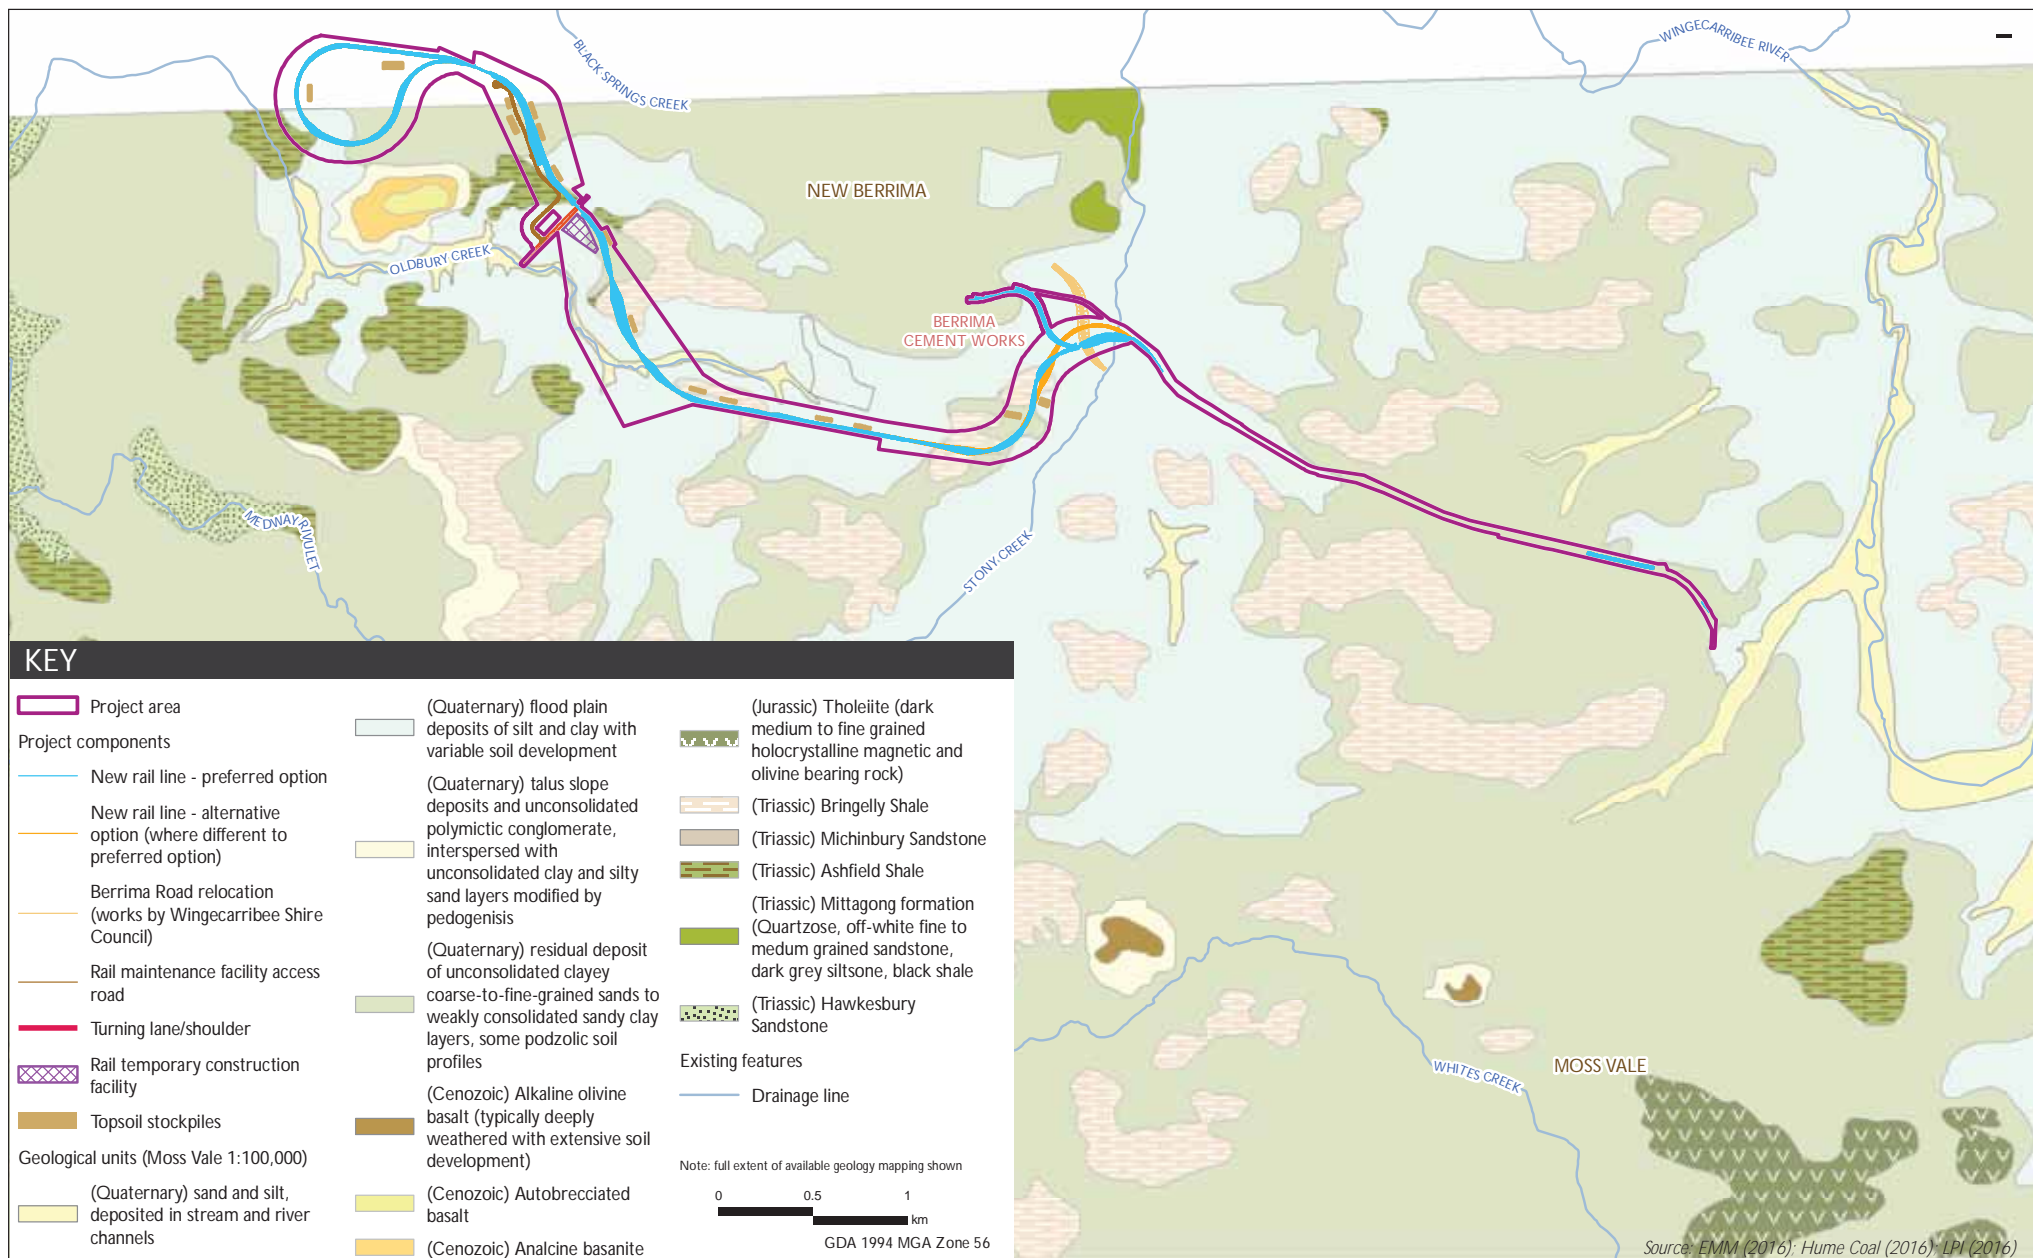 BLACK SPRINGS CREEK
WINGECARRIBEE RIVER
NEW BERRIMA
OLDBURY CREEK
BERRIMA
CEMENT WORKS
MEDWAY RIVULET
STONY CREEK
WHITES CREEK
MOSS VALE
KEY
Project area
Project components
New rail line - preferred option
New rail line - alternative
option (where different to
preferred option)
Berrima Road relocation
(works by Wingecarribee Shire
Council)
Rail maintenance facility access
road
Turning lane/shoulder
Rail temporary construction
facility
Topsoil stockpiles
Geological units (Moss Vale 1:100,000)
(Quaternary) sand and silt,
deposited in stream and river
channels
(Quaternary) flood plain
deposits of silt and clay with
variable soil development
(Quaternary) talus slope
deposits and unconsolidated
polymictic conglomerate,
interspersed with
unconsolidated clay and silty
sand layers modified by
pedogenisis
(Quaternary) residual deposit
of unconsolidated clayey
coarse-to-fine-grained sands to
weakly consolidated sandy clay
layers, some podzolic soil
profiles
(Cenozoic) Alkaline olivine
basalt (typically deeply
weathered with extensive soil
development)
(Cenozoic) Autobrecciated
basalt
(Cenozoic) Analcine basanite
(Jurassic) Tholeiite (dark
medium to fine grained
holocrystalline magnetic and
olivine bearing rock)
(Triassic) Bringelly Shale
(Triassic) Michinbury Sandstone
(Triassic) Ashfield Shale
(Triassic) Mittagong formation
(Quartzose, off-white fine to
medum grained sandstone,
dark grey siltsone, black shale
(Triassic) Hawkesbury
Sandstone
Existing features
Drainage line
Note: full extent of available geology mapping shown
0 0.5 1
km
GDA 1994 MGA Zone 56
Source: EMM (2016); Hume Coal (2016); LPI (2016)